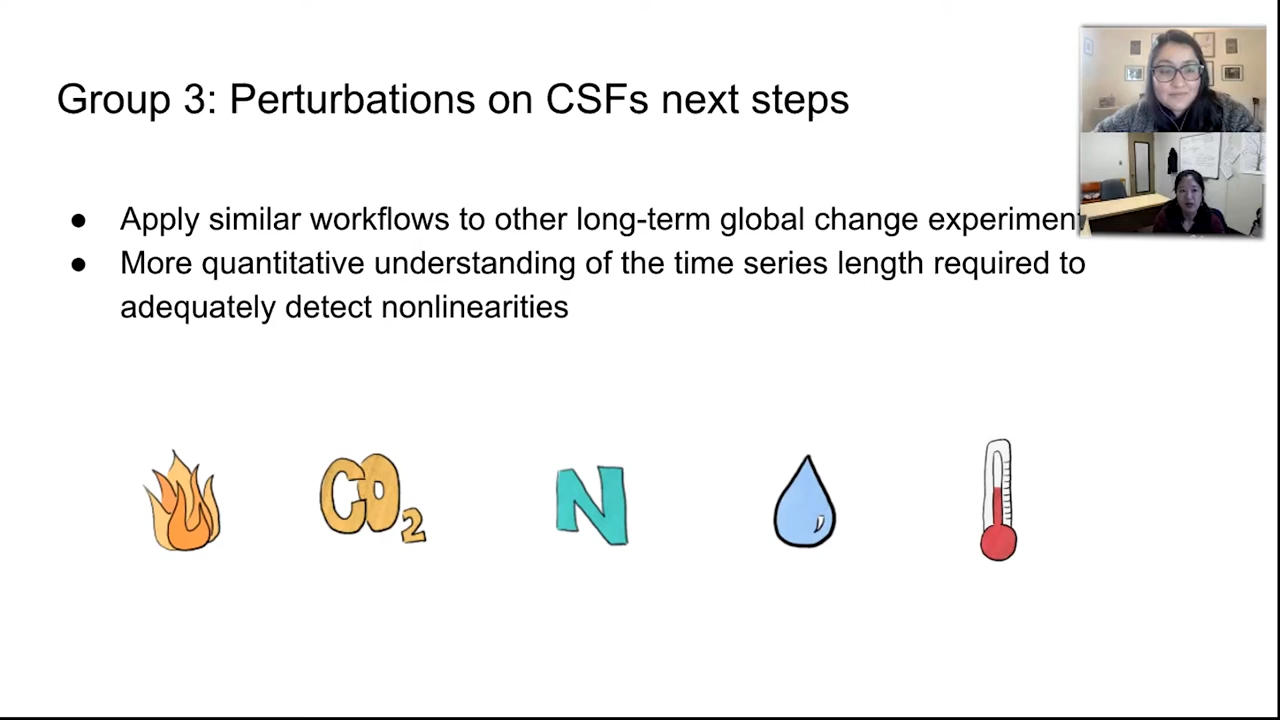 Group 3: Perturbations on CSFs next steps
● Apply similar workflows to other long-term global change experiment
● More quantitative understanding of the time series length required to
adequately detect nonlinearities
CO2
N